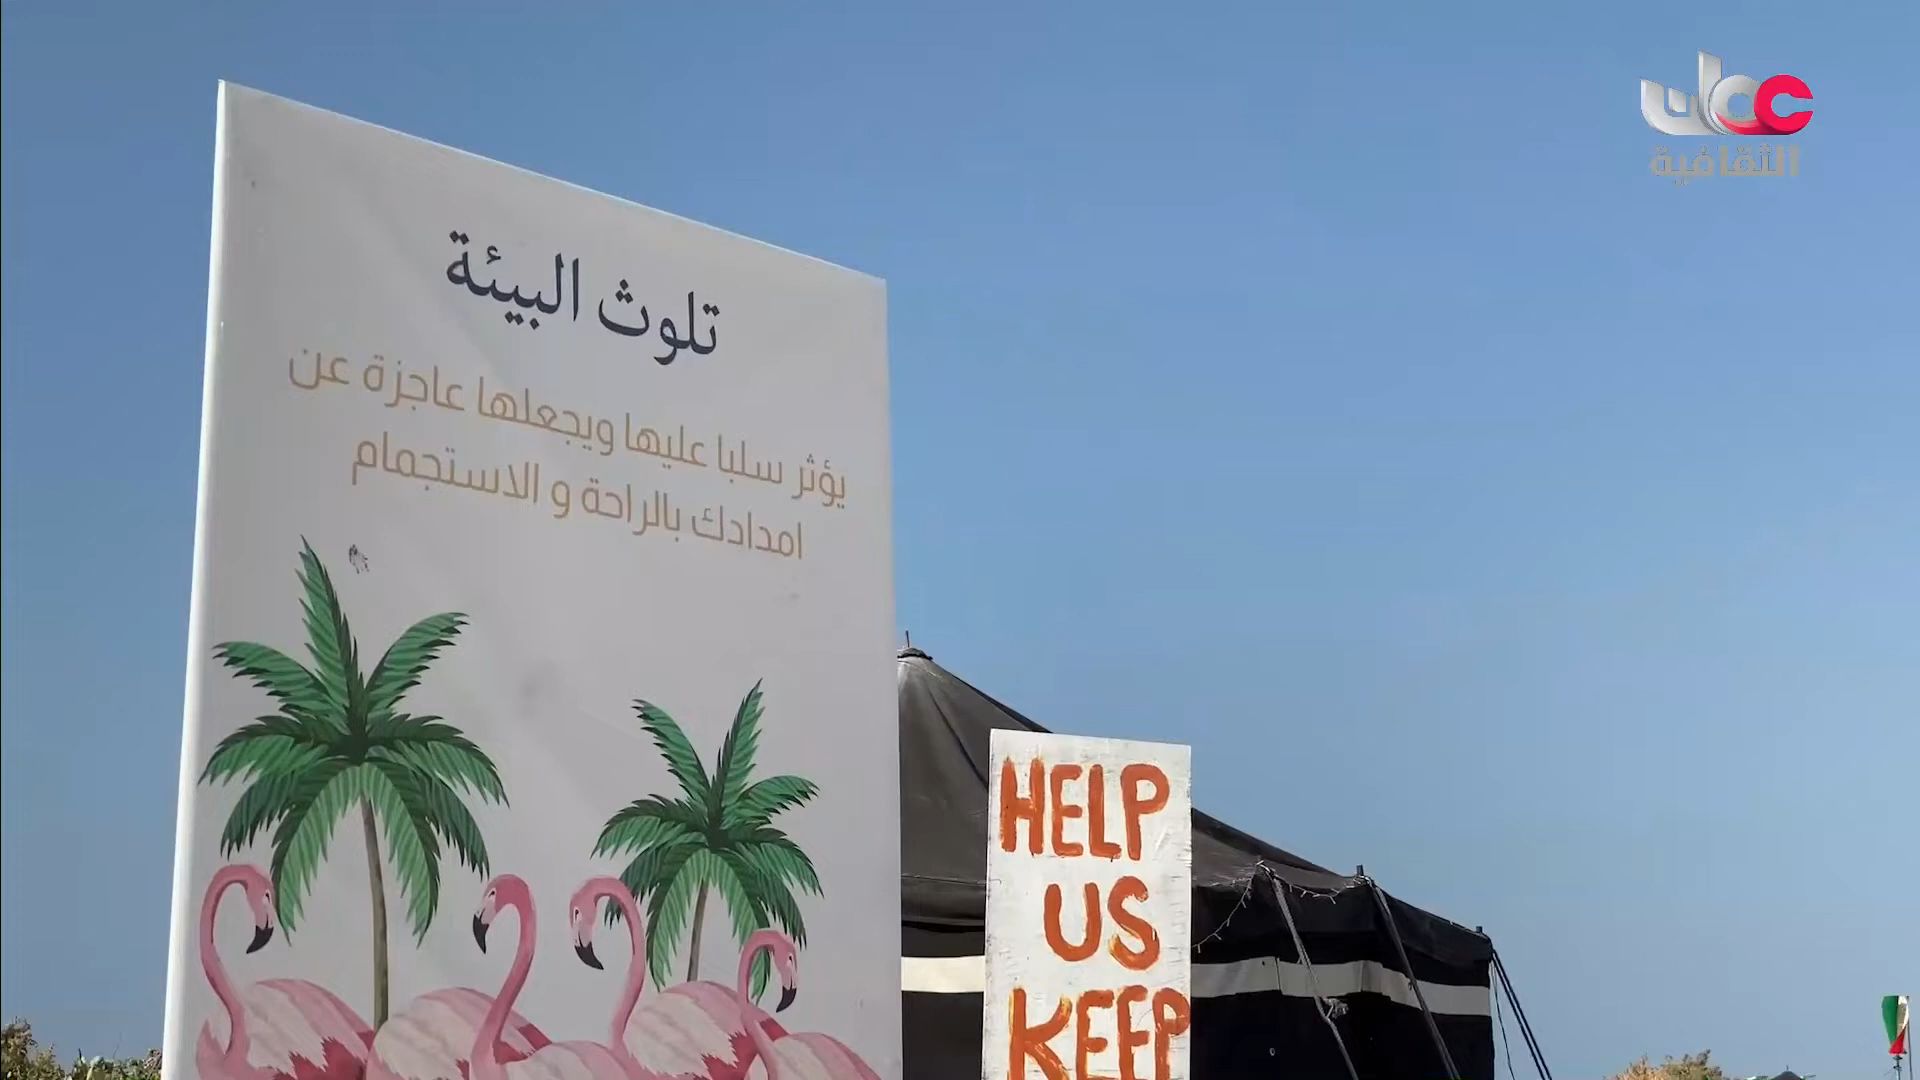 عمان
الثقافية
تلوث البيئة
يؤثر سلبا عليها ويجعلها عاجزة عن
امدادك بالراحة و الاستجمام
HELP
US
KEEP